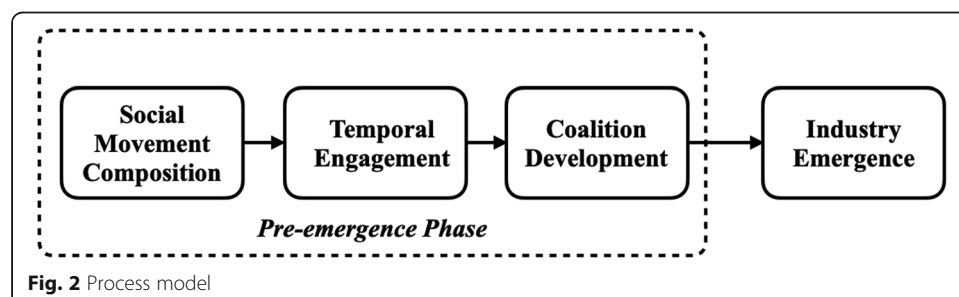 Social
Movement
Composition
Temporal
Engagement
Coalition
Development
Industry
Emergence
Pre-emergence Phase
Fig. 2 Process model